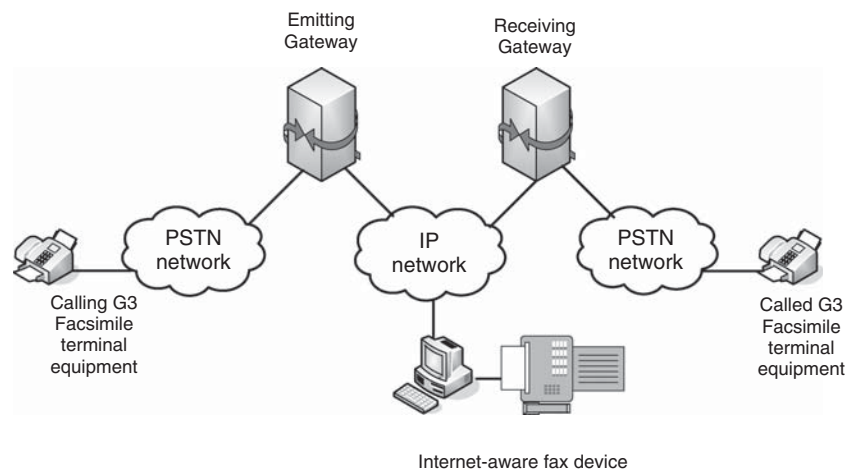 Emitting
Gateway
Receiving
Gateway
PSTN
network
IP
network
PSTN
network
Calling G3
Facsimile
terminal
equipment
Called G3
Facsimile
terminal
equipment
Internet-aware fax device